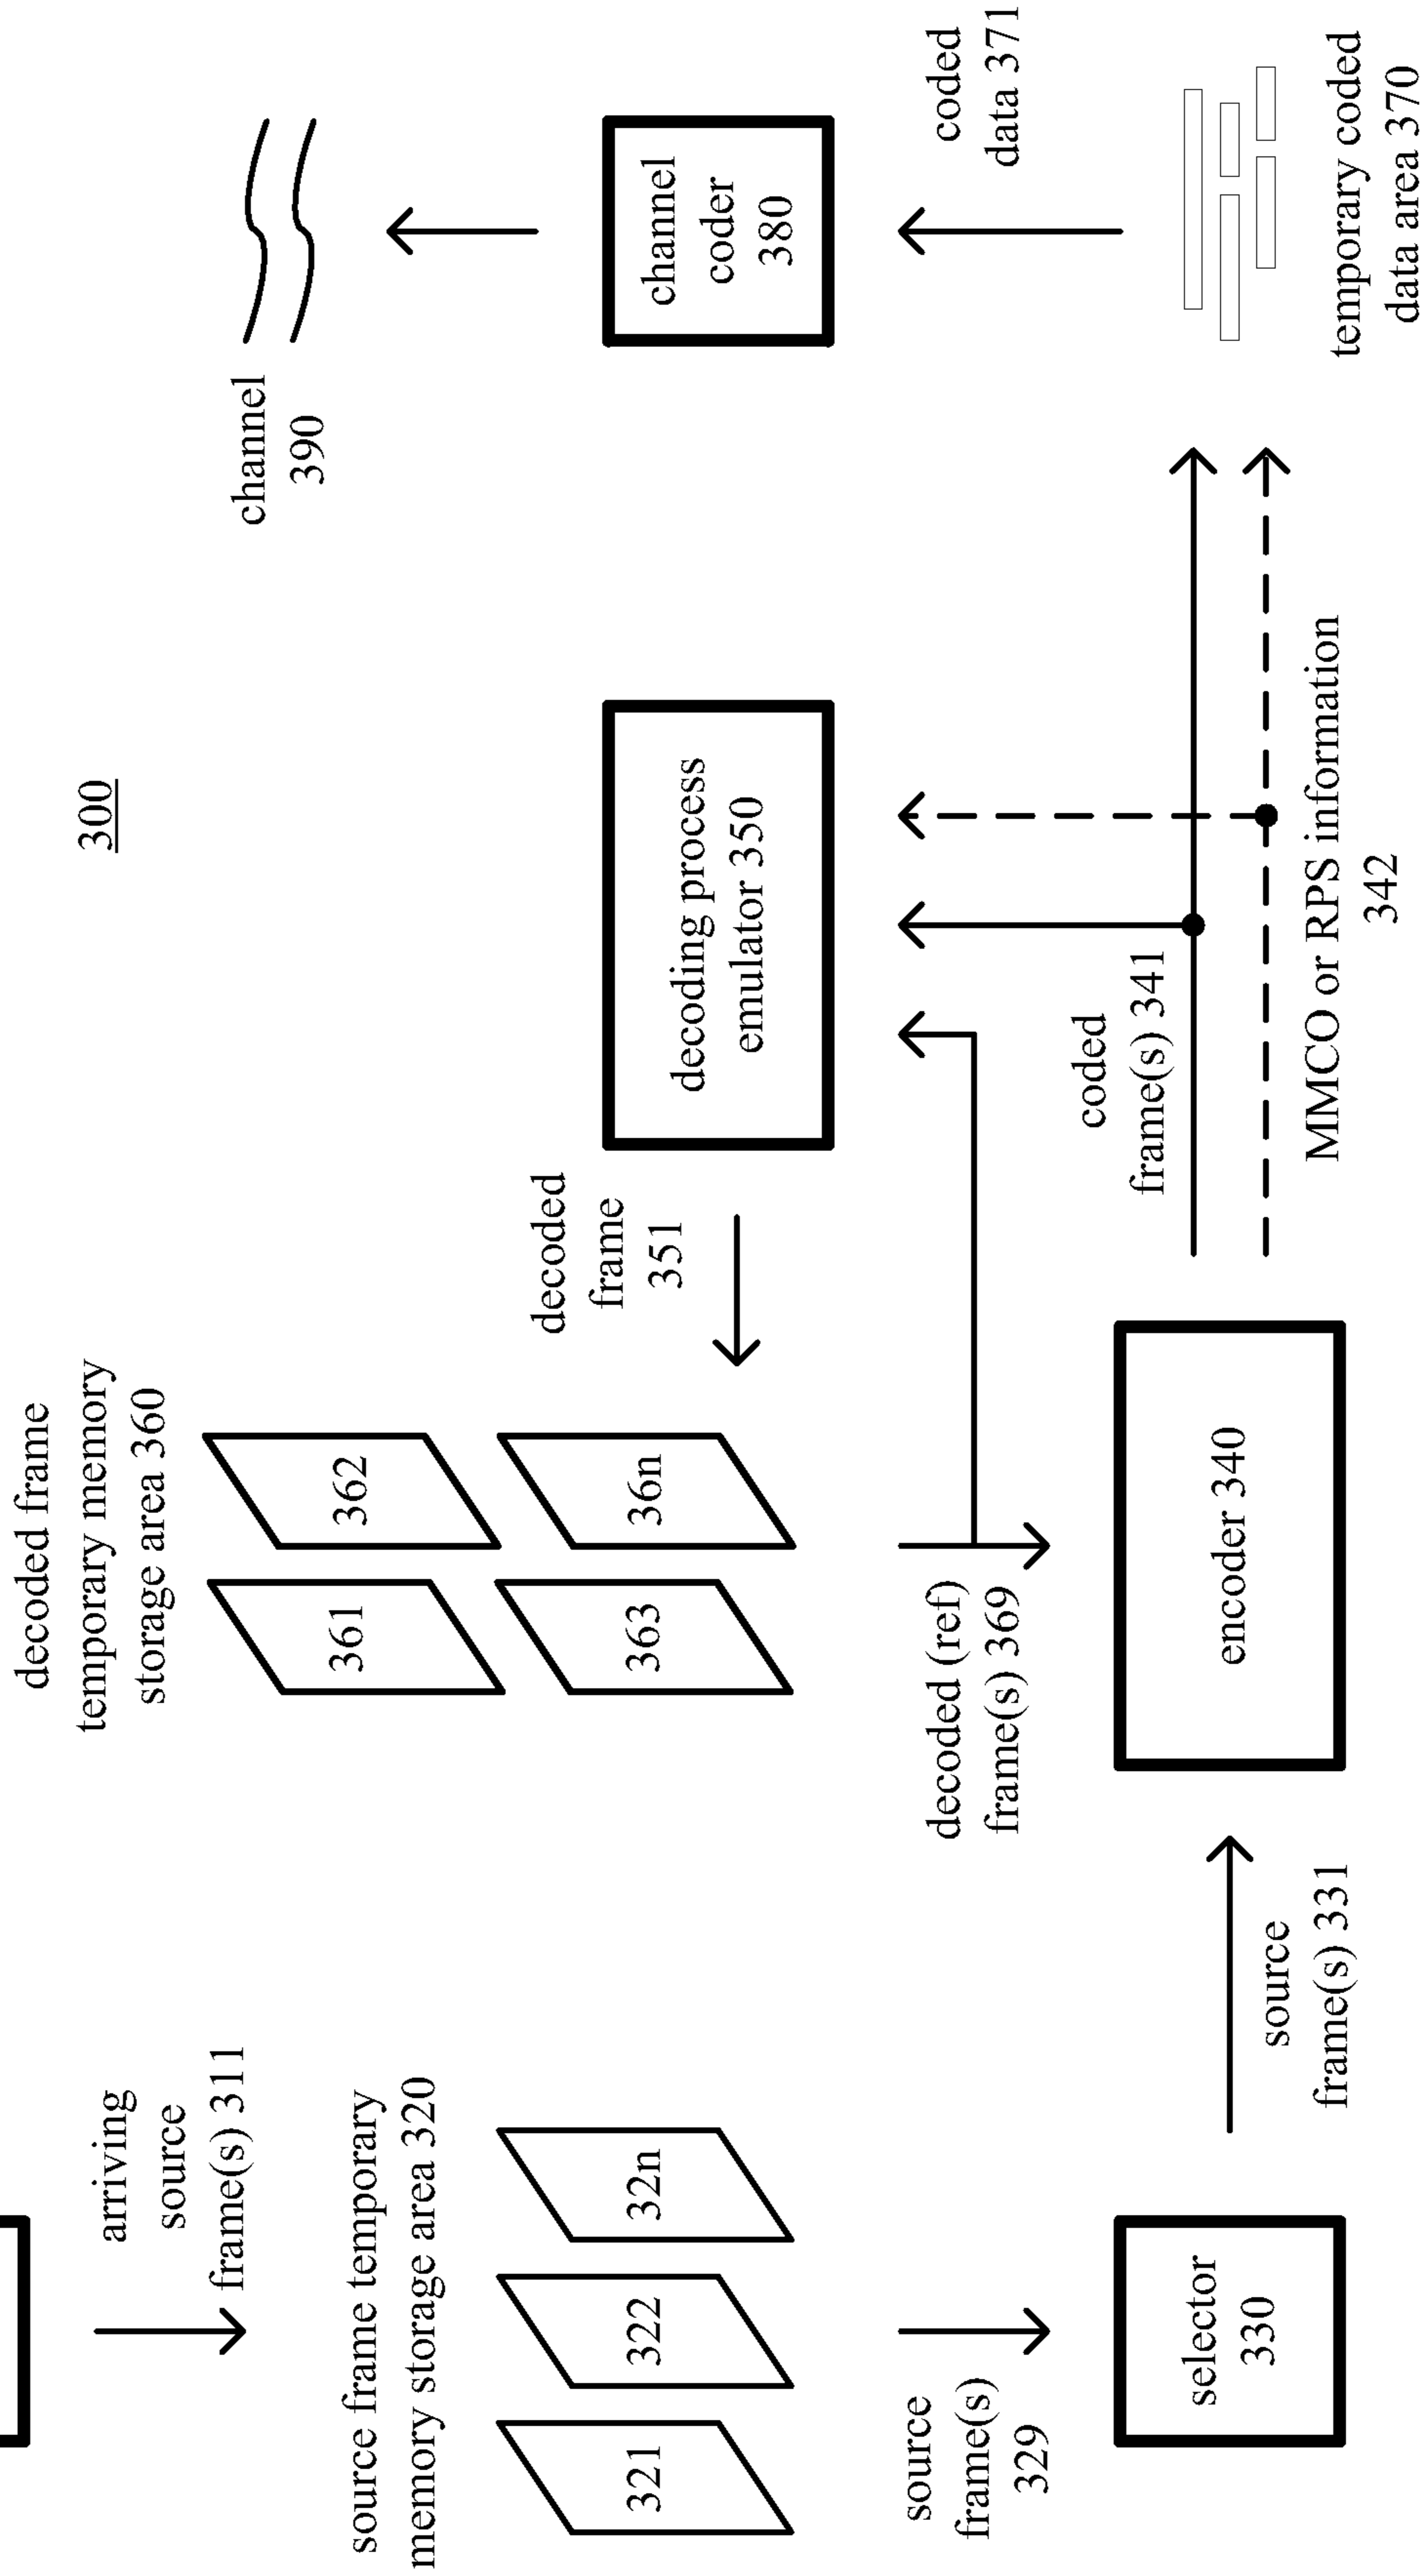 300
arriving
source
frame(s) 311
source frame temporary
memory storage area 320
321
322
32n
source
frame(s)
329
selector
330
source
frame(s) 331
decoded frame
temporary memory
storage area 360
361
362
363
36n
decoded (ref)
frame(s) 369
encoder 340
decoded
frame
351
decoding process
emulator 350
coded
frame(s) 341
MMCO or RPS information
342
channel
390
channel
coder
380
coded
data 371
temporary coded
data area 370